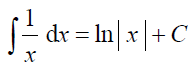 ∫ 1/x dx = ln| x | + C